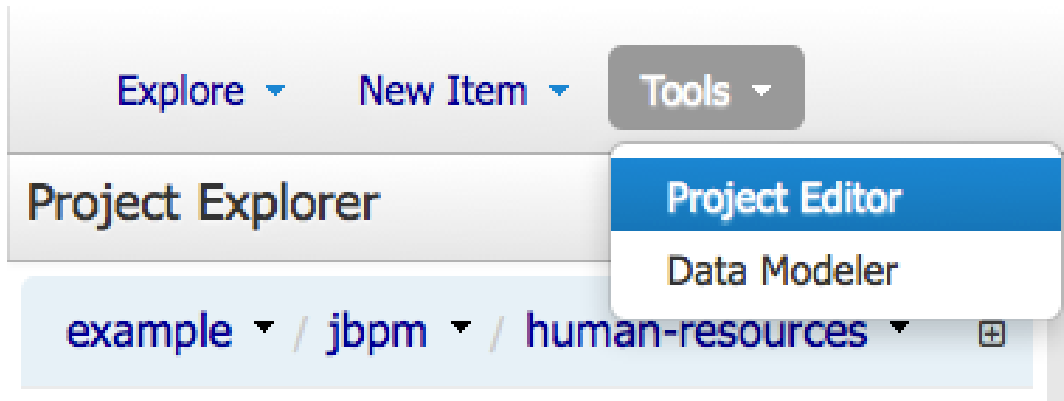 Explore New Item Tools
Project Explorer
Project Editor
Data Modeler
example / jbpm / human-resources